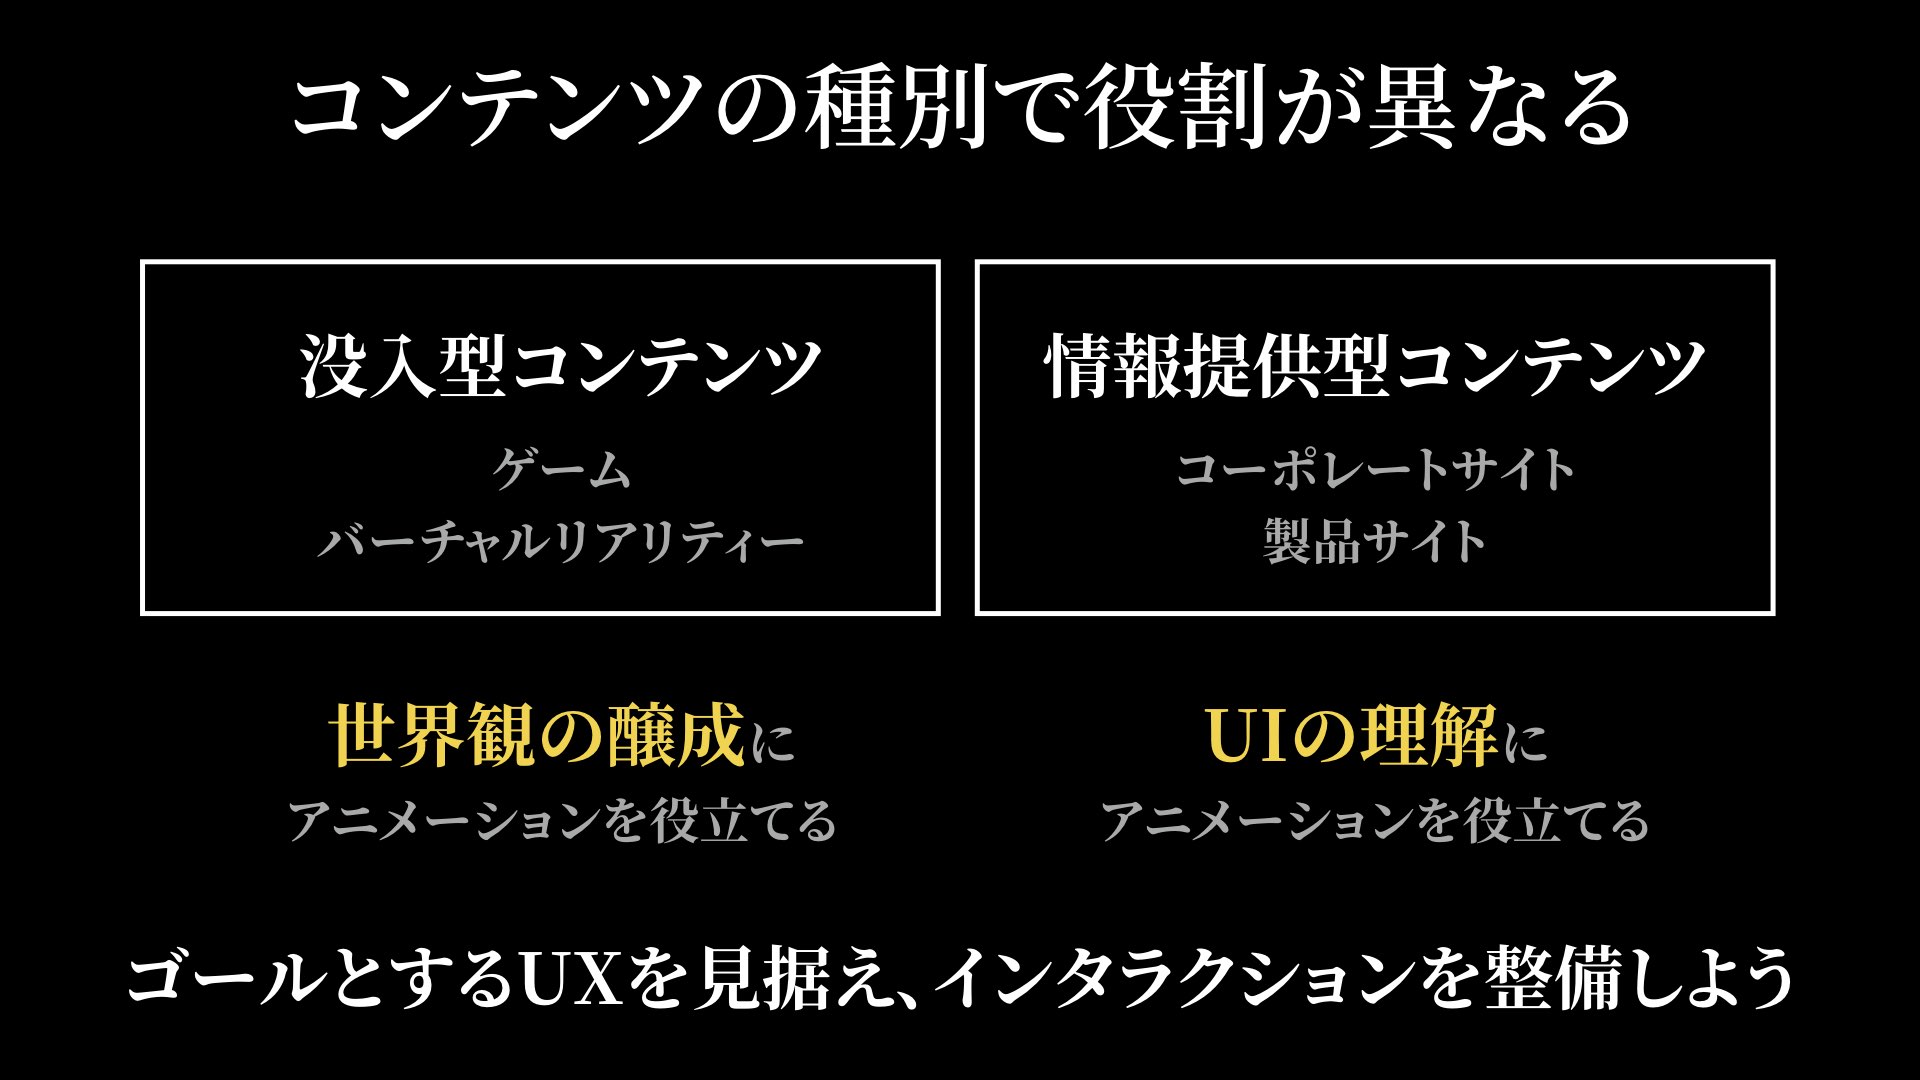 コンテンツの種別で役割が異なる
没入型コンテンツ
ゲーム
バーチャルリアリティー
情報提供型コンテンツ
コーポレートサイト
製品サイト
世界観の醸成に
アニメーションを役立てる
UIの理解に
アニメーションを役立てる
ゴールとするUXを見据え、インタラクションを整備しよう